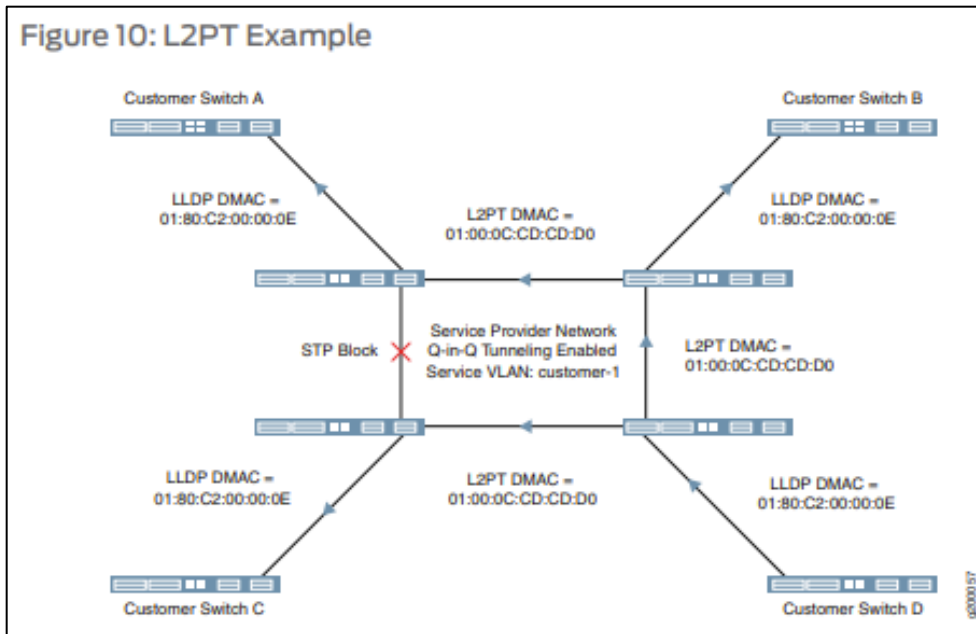 Figure 10: L2PT Example
Customer Switch A
Customer Switch B
LLDP DMAC =
01:80:C2:00:00:0E
L2PT DMAC =
01:00:0C:CD:CD:D0
LLDP DMAC =
01:80:C2:00:00:0E
STP Block
Service Provider Network
Q-in-Q Tunneling Enabled
Service VLAN: customer-1
L2PT DMAC =
01:00:0C:CD:CD:D0
LLDP DMAC =
01:80:C2:00:00:0E
L2PT DMAC =
01:00:0C:CD:CD:D0
LLDP DMAC =
01:80:C2:00:00:0E
Customer Switch C
Customer Switch D
g200057